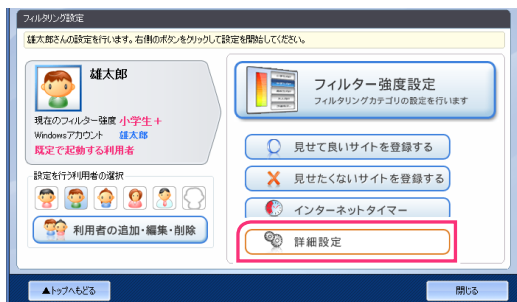 フィルタリング設定
雄太郎さんの設定を行います。右側のボタンをクリックして設定を開始してください。
雄太郎
現在のフィルター強度 小学生+
Windowsアカウント 雄太郎
既定で起動する利用者
設定を行う利用者の選択
利用者の追加・編集・削除
フィルター強度設定
フィルタリングカテゴリの設定を行います
見せて良いサイトを登録する
見せたくないサイトを登録する
インターネットタイマー
詳細設定
▲トップへもどる
閉じる